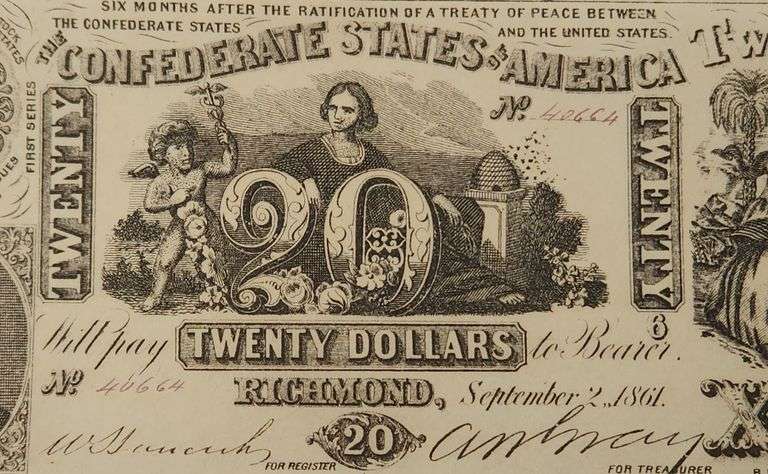 SIX MONTHS AFTER THE RATIFICATION OF A TREATY OF PEACE BETWEEN
THE CONFEDERATE STATES AND THE UNITED STATES
THE CONFEDERATE STATES OF AMERICA
FIRST SERIES
TWENTY
No. 40664
TWENTY
20
6
Will pay TWENTY DOLLARS to Bearer.
No 40664
RICHMOND, September 2, 1861.
20
FOR REGISTER
FOR TREASURER